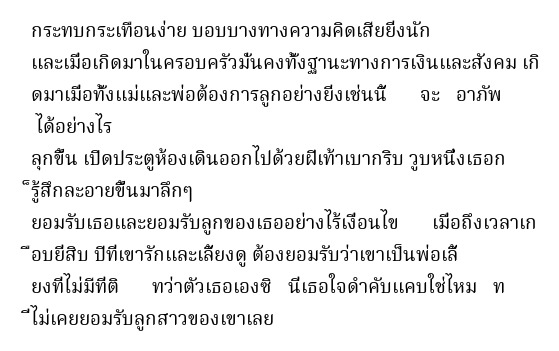 กระทบกระเทือนง่าย บอบบางทางความคิดเสียยิ่งนัก
และเมื่อเกิดมาในครอบครัวมั่นคงทั้งฐานะทางการเงินและสังคม เกิ
ดมาเมื่อทั้งแม่และพ่อต้องการลูกอย่างยิ่งเช่นนี้ จะ อาภัพ
ได้อย่างไร
ลุกขึ้น เปิดประตูห้องเดินออกไปด้วยฝีเท้าเบากริบ วูบหนึ่งเธอก
็รู้สึกละอายขึ้นมาลึกๆ
ยอมรับเธอและยอมรับลูกของเธออย่างไร้เงื่อนไข เมื่อถึงเวลาเก
ือบยี่สิบ ปีที่เขารักและเลี้ยงดู ต้องยอมรับว่าเขาเป็นพ่อเลี้
ยงที่ไม่มีที่ติ ทว่าตัวเธอเองซิ นี่เธอใจดำคับแคบใช่ไหม ท
ี่ไม่เคยยอมรับลูกสาวของเขาเลย